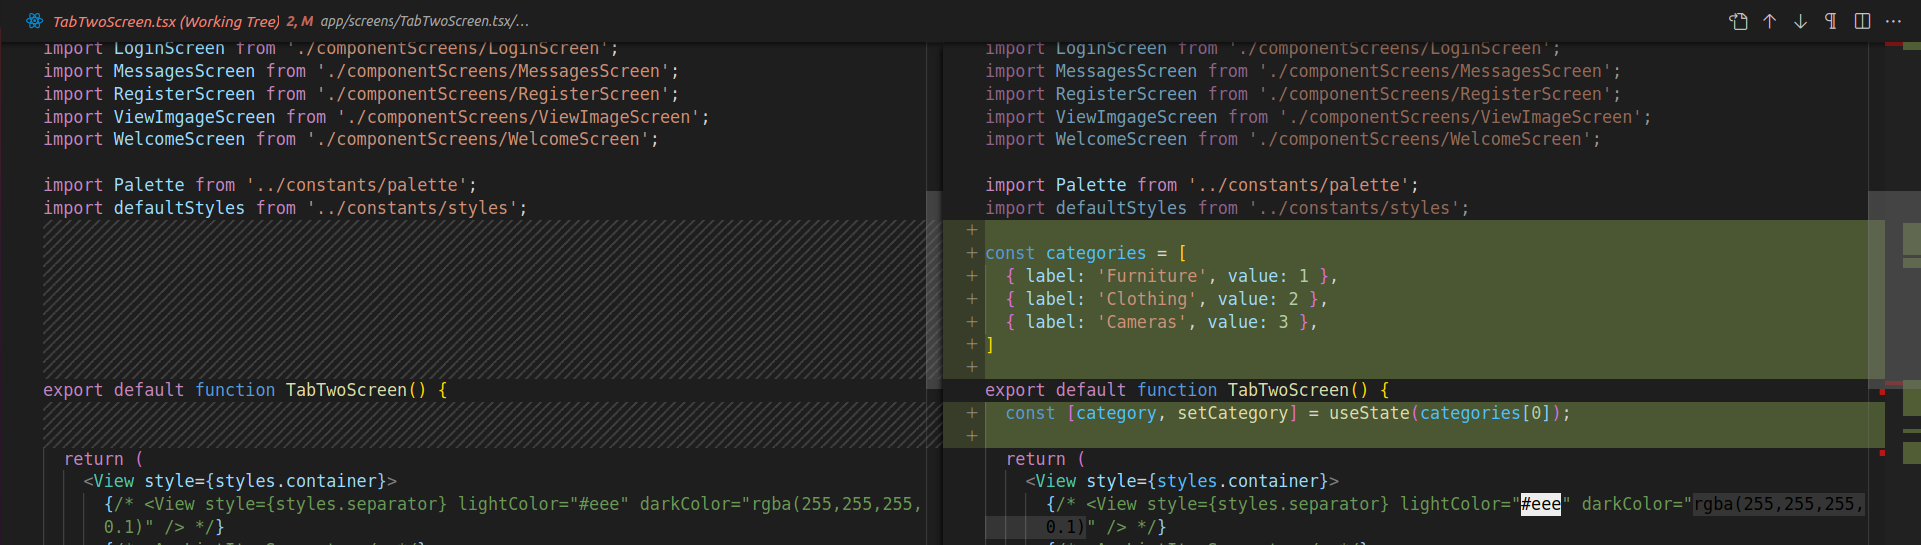 TabTwoScreen.tsx (Working Tree) 2, M app/screens/TabTwoScreen.tsx/...
import LoginScreen from './componentScreens/LoginScreen';
import MessagesScreen from './componentScreens/MessagesScreen';
import RegisterScreen from './componentScreens/RegisterScreen';
import ViewImgageScreen from './componentScreens/ViewImageScreen';
import WelcomeScreen from './componentScreens/WelcomeScreen';
import Palette from '../constants/palette';
import defaultStyles from '../constants/styles';
export default function TabTwoScreen() {
return (
<View style={styles.container}>
{/* <View style={styles.separator} lightColor="#eee" darkColor="rgba(255,255,255,
0.1)" /> */}
import LoginScreen from './componentScreens/LoginScreen';
import MessagesScreen from './componentScreens/MessagesScreen';
import RegisterScreen from './componentScreens/RegisterScreen';
import ViewImgageScreen from './componentScreens/ViewImageScreen';
import WelcomeScreen from './componentScreens/WelcomeScreen';
import Palette from '../constants/palette';
import defaultStyles from '../constants/styles';
+
+ const categories = [
+ { label: 'Furniture', value: 1 },
+ { label: 'Clothing', value: 2 },
+ { label: 'Cameras', value: 3 },
+ ]
+
export default function TabTwoScreen() {
+ const [category, setCategory] = useState(categories[0]);
+
return (
<View style={styles.container}>
{/* <View style={styles.separator} lightColor="#eee" darkColor="rgba(255,255,255,
0.1)" /> */}